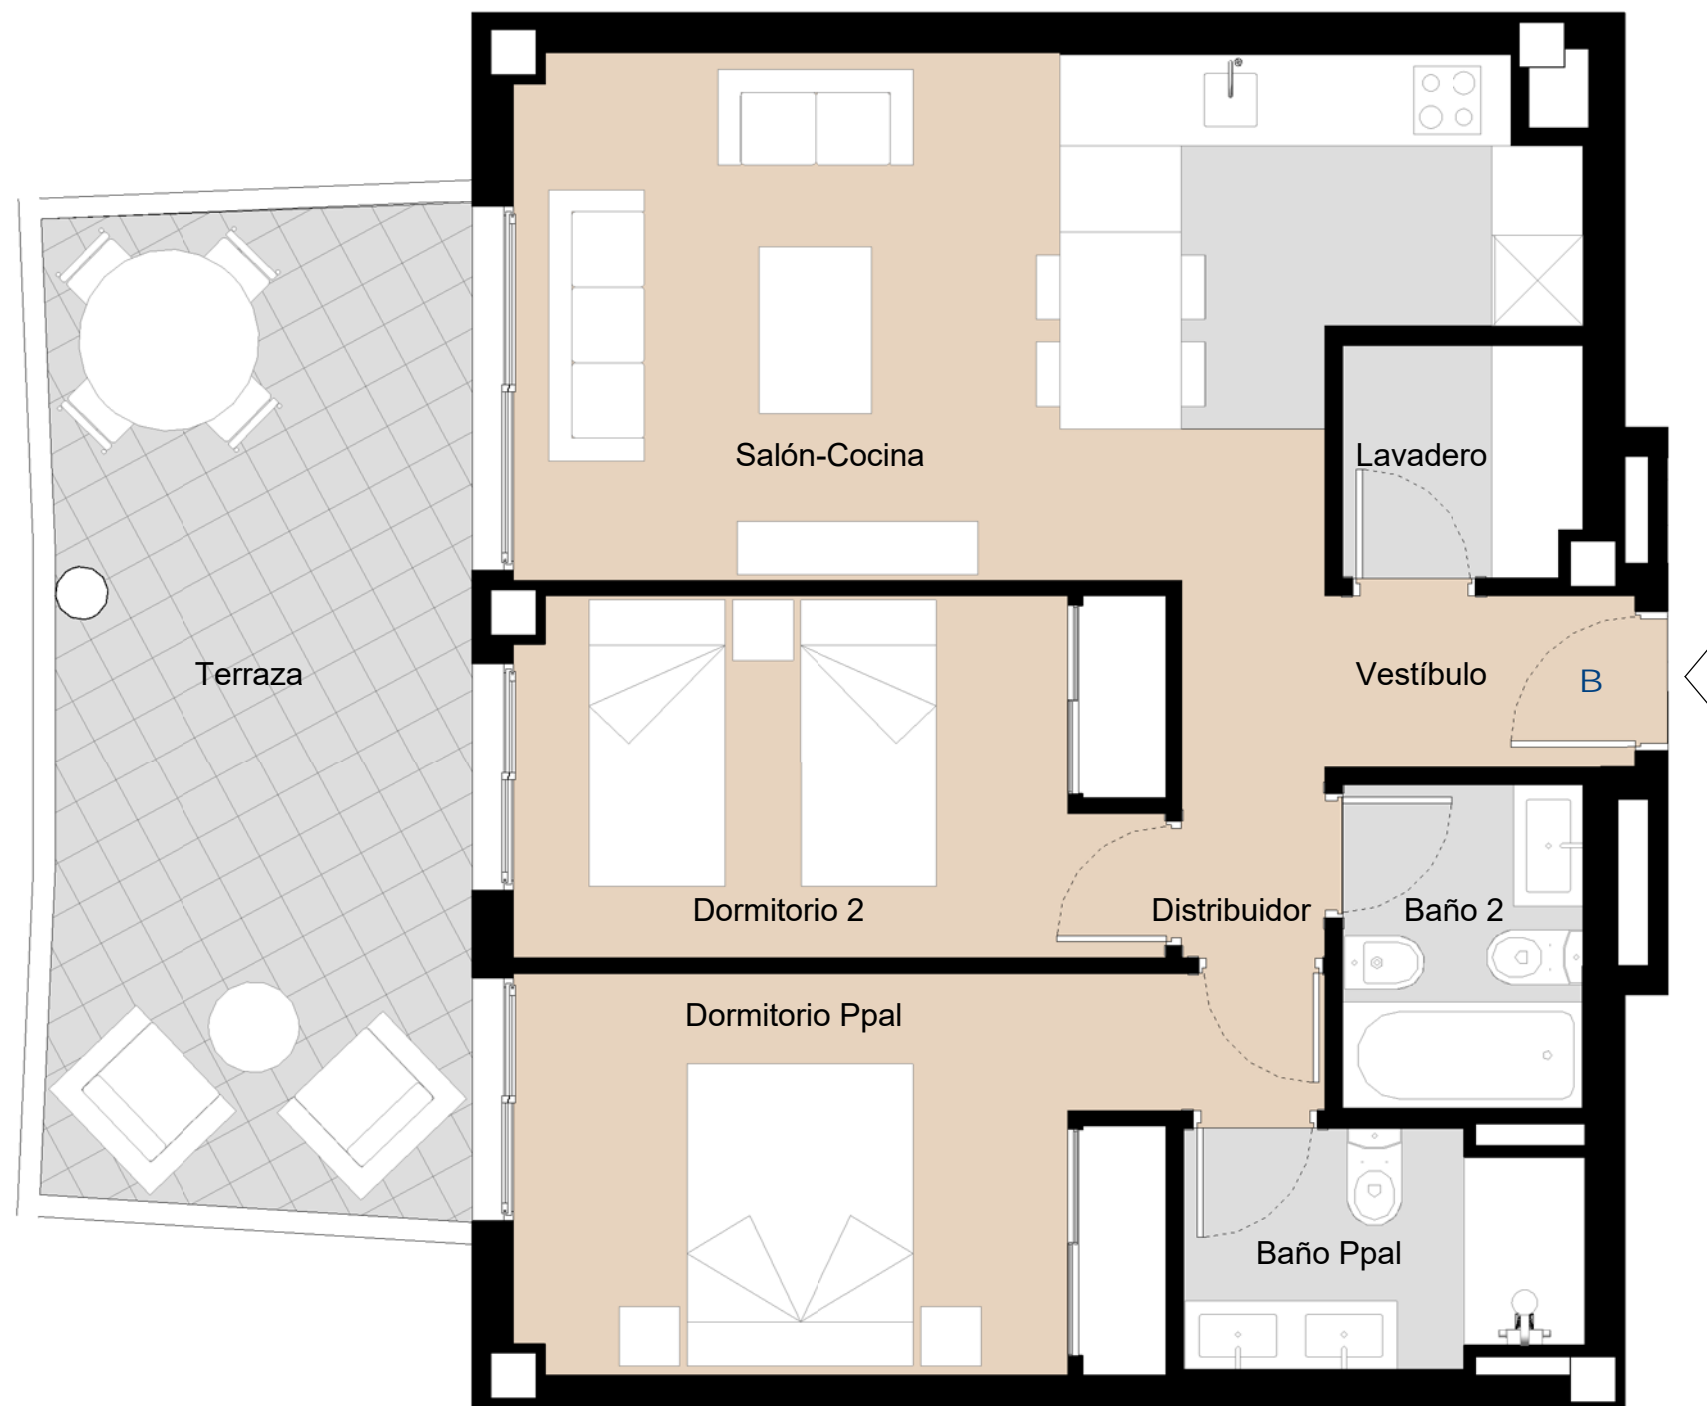 Salón-Cocina
Lavadero
Terraza
Vestíbulo
B
Dormitorio 2
Distribuidor
Baño 2
Dormitorio Ppal
Baño Ppal